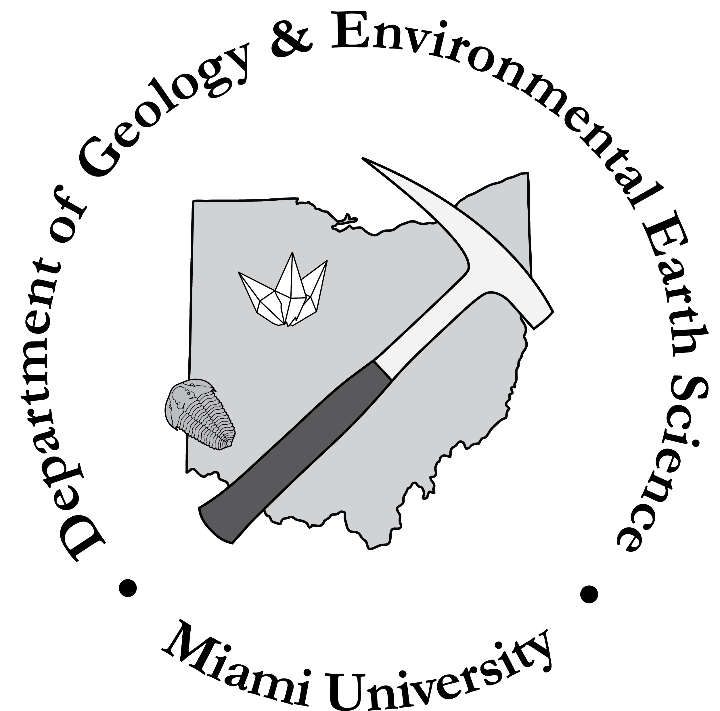 Department of Geology & Environmental Earth Science
• Miami University •